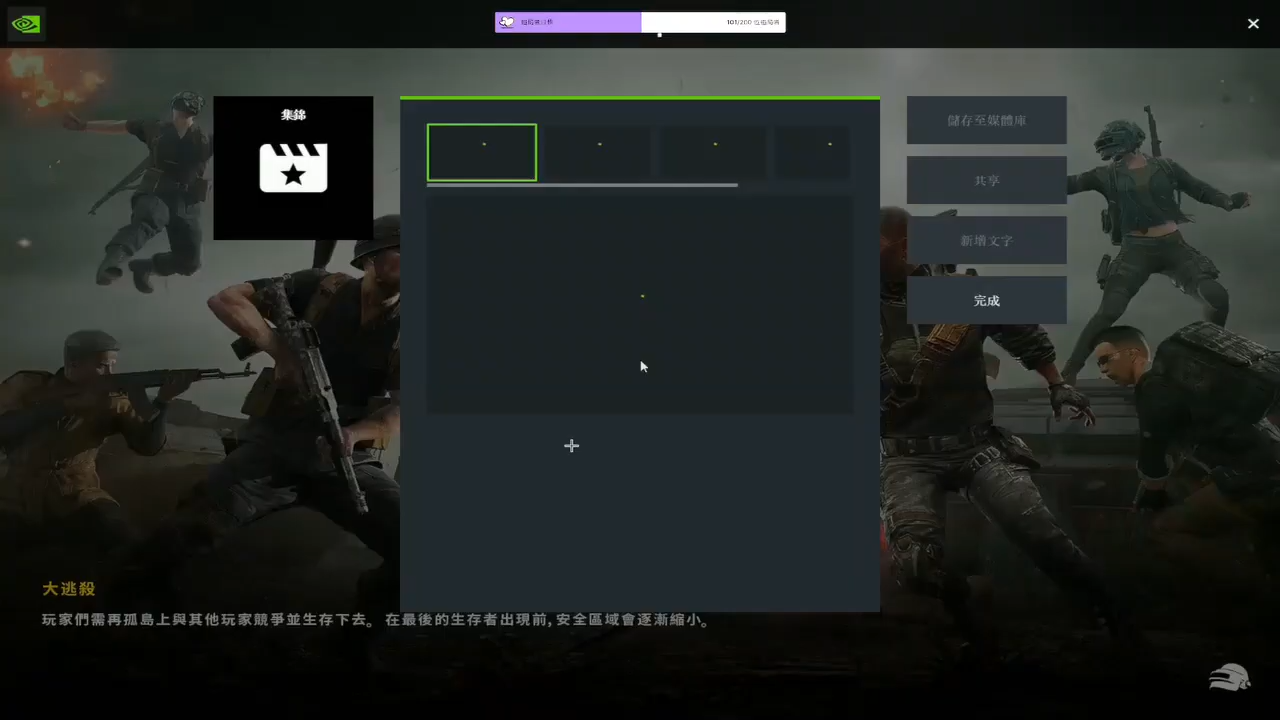 101/200
集錦
儲存至媒體庫
共享
新增文字
完成
大逃殺
玩家們需再孤島上與其他玩家競爭並生存下去。 在最後的生存者出現前, 安全區域會逐漸縮小。